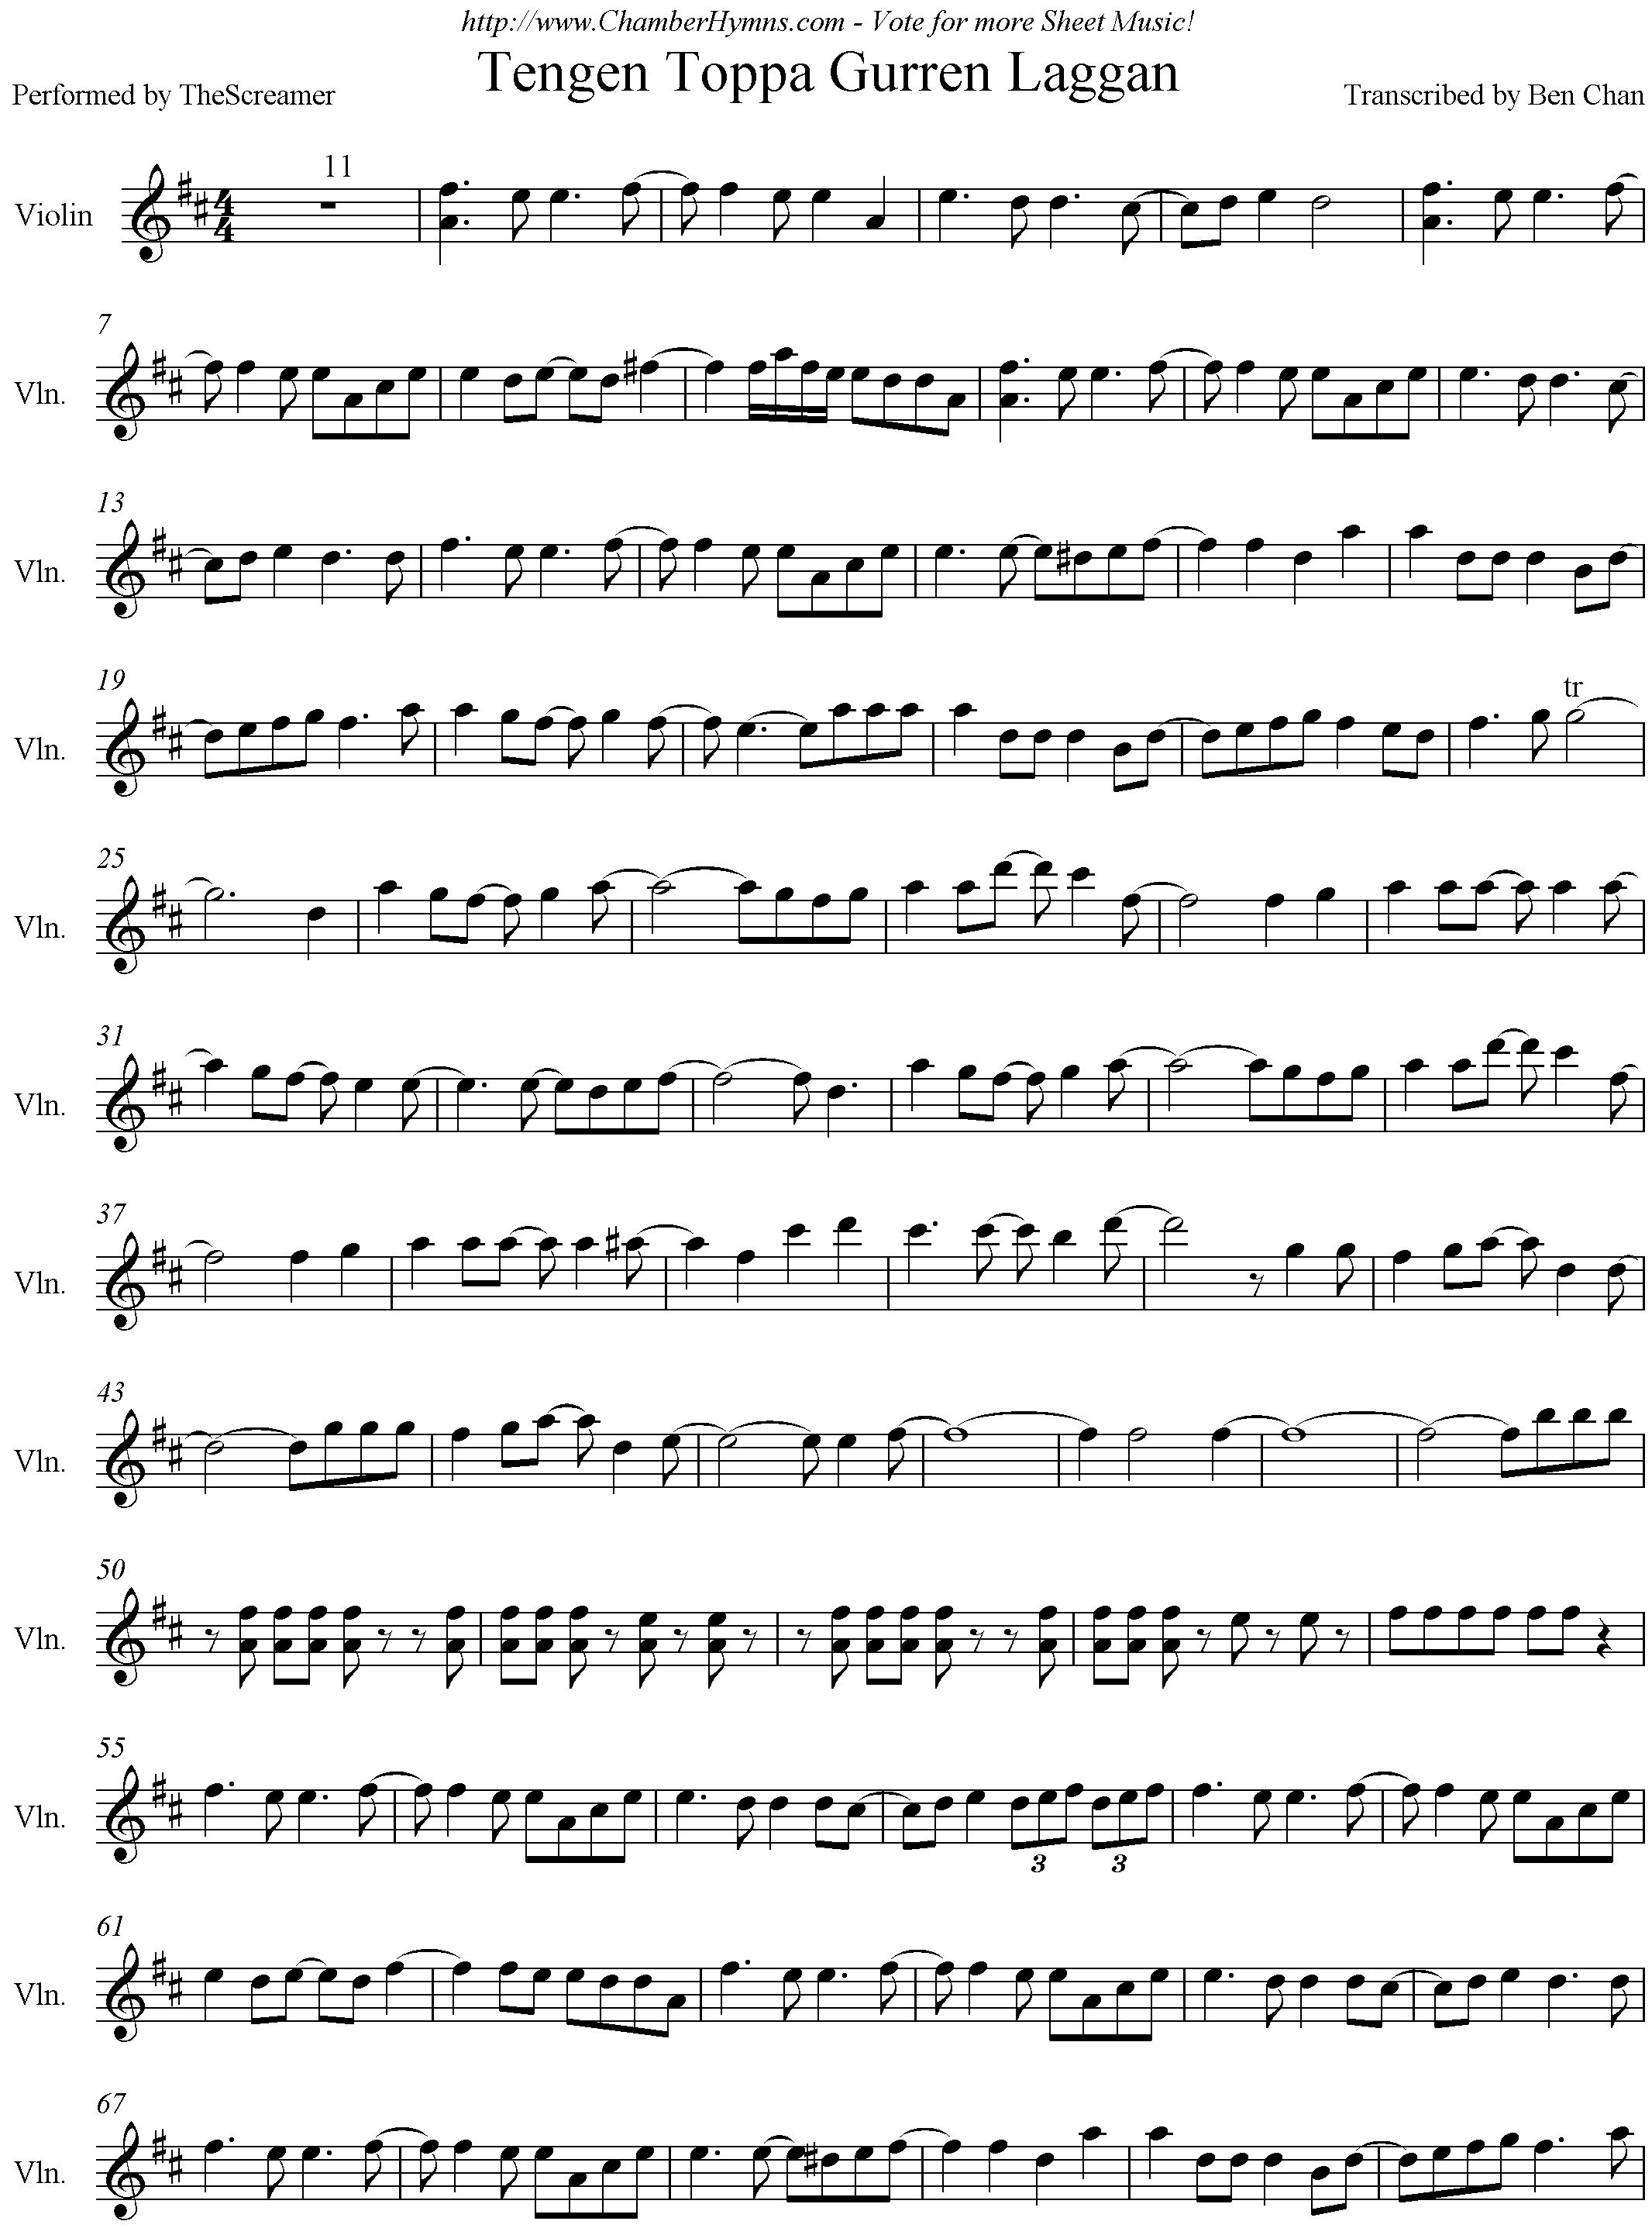 http://www.ChamberHymns.com - Vote for more Sheet Music!
Tengen Toppa Gurren Laggan
Performed by TheScreamer
Transcribed by Ben Chan
11
Violin
7
Vln.
13
Vln.
19
tr
Vln.
25
Vln.
31
Vln.
37
Vln.
43
Vln.
50
Vln.
55
Vln.
3 3
61
Vln.
67
Vln.